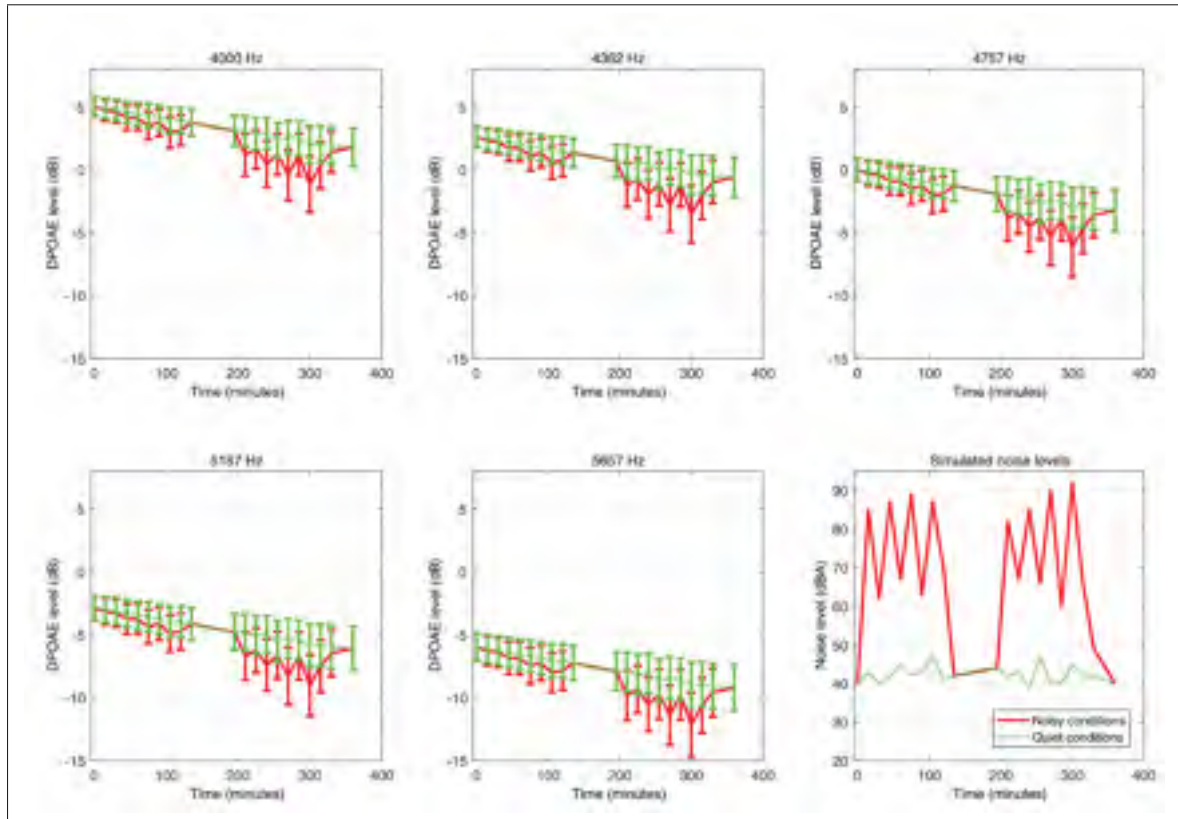 4000 Hz
4362 Hz
4757 Hz
5
0
-5
-10
-15
DPOAE level (dB)
0 100 200 300 400
Time (minutes)
5
0
-5
-10
-15
DPOAE level (dB)
0 100 200 300 400
Time (minutes)
5
0
-5
-10
-15
DPOAE level (dB)
0 100 200 300 400
Time (minutes)
5187 Hz
5657 Hz
Simulated noise levels
5
0
-5
-10
-15
DPOAE level (dB)
0 100 200 300 400
Time (minutes)
5
0
-5
-10
-15
DPOAE level (dB)
0 100 200 300 400
Time (minutes)
90
80
70
60
50
40
30
20
Noise level (dBA)
0 100 200 300 400
Time (minutes)
Noisy conditions
Quiet conditions